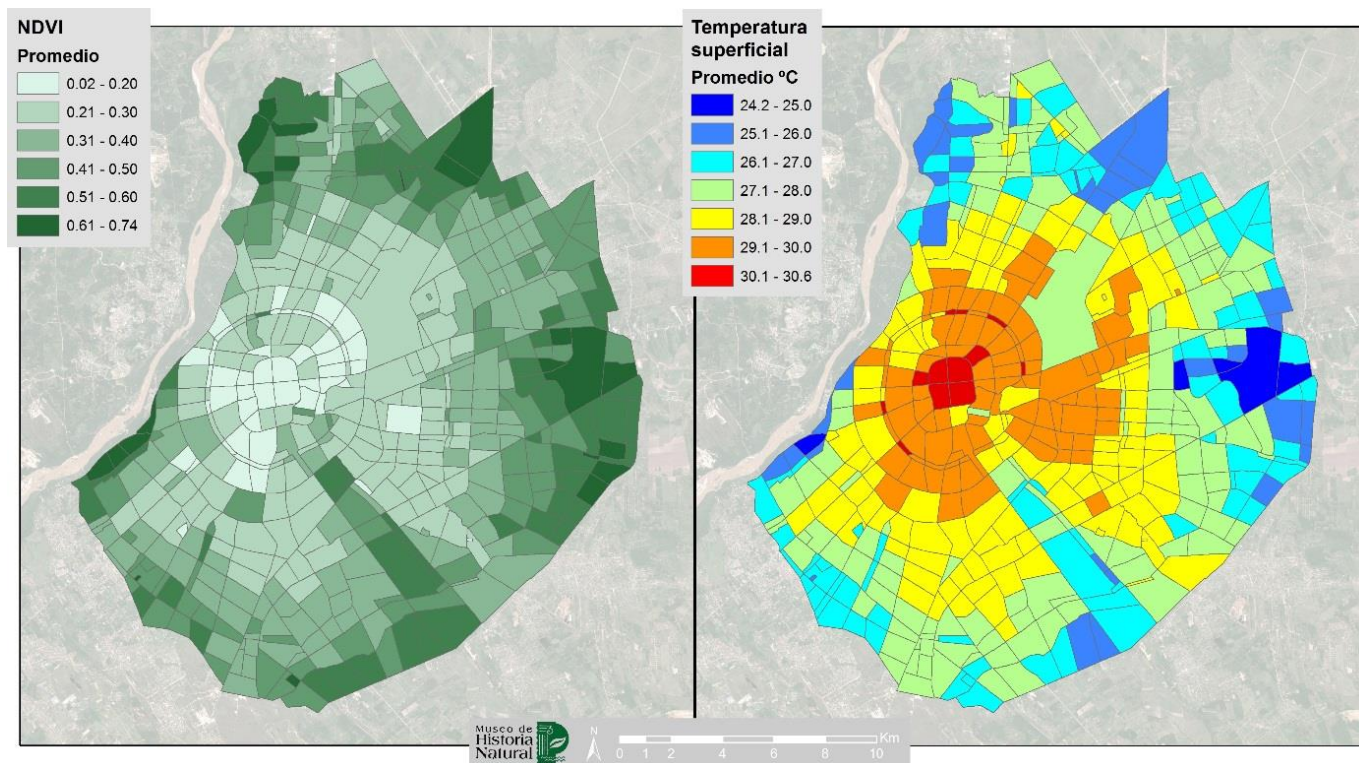 NDVI
Promedio
0.02 - 0.20
0.21 - 0.30
0.31 - 0.40
0.41 - 0.50
0.51 - 0.60
0.61 - 0.74
Temperatura
superficial
Promedio ºC
24.2 - 25.0
25.1 - 26.0
26.1 - 27.0
27.1 - 28.0
28.1 - 29.0
29.1 - 30.0
30.1 - 30.6
Museo de
Historia
Natural
N
Km
0 1 2 4 6 8 10